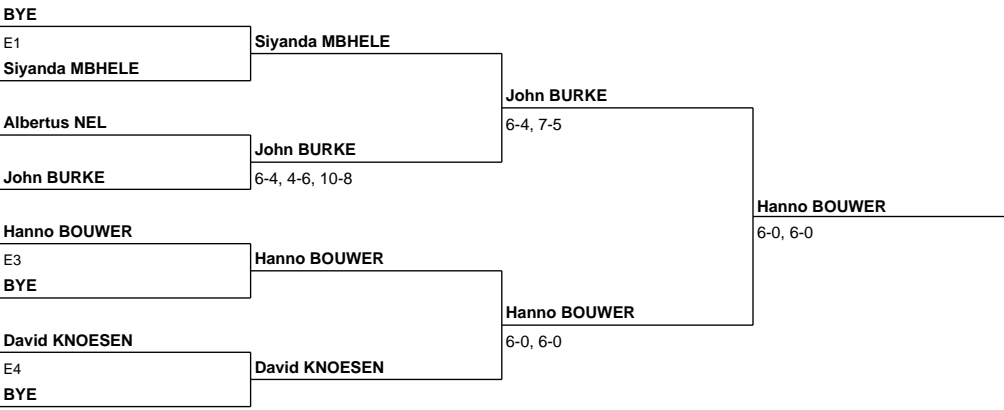 BYE
E1
Siyanda MBHELE
Siyanda MBHELE
Albertus NEL
John BURKE
John BURKE
6-4, 4-6, 10-8
John BURKE
6-4, 7-5
Hanno BOUWER
E3
BYE
Hanno BOUWER
David KNOESEN
E4
BYE
David KNOESEN
Hanno BOUWER
6-0, 6-0
Hanno BOUWER
6-0, 6-0